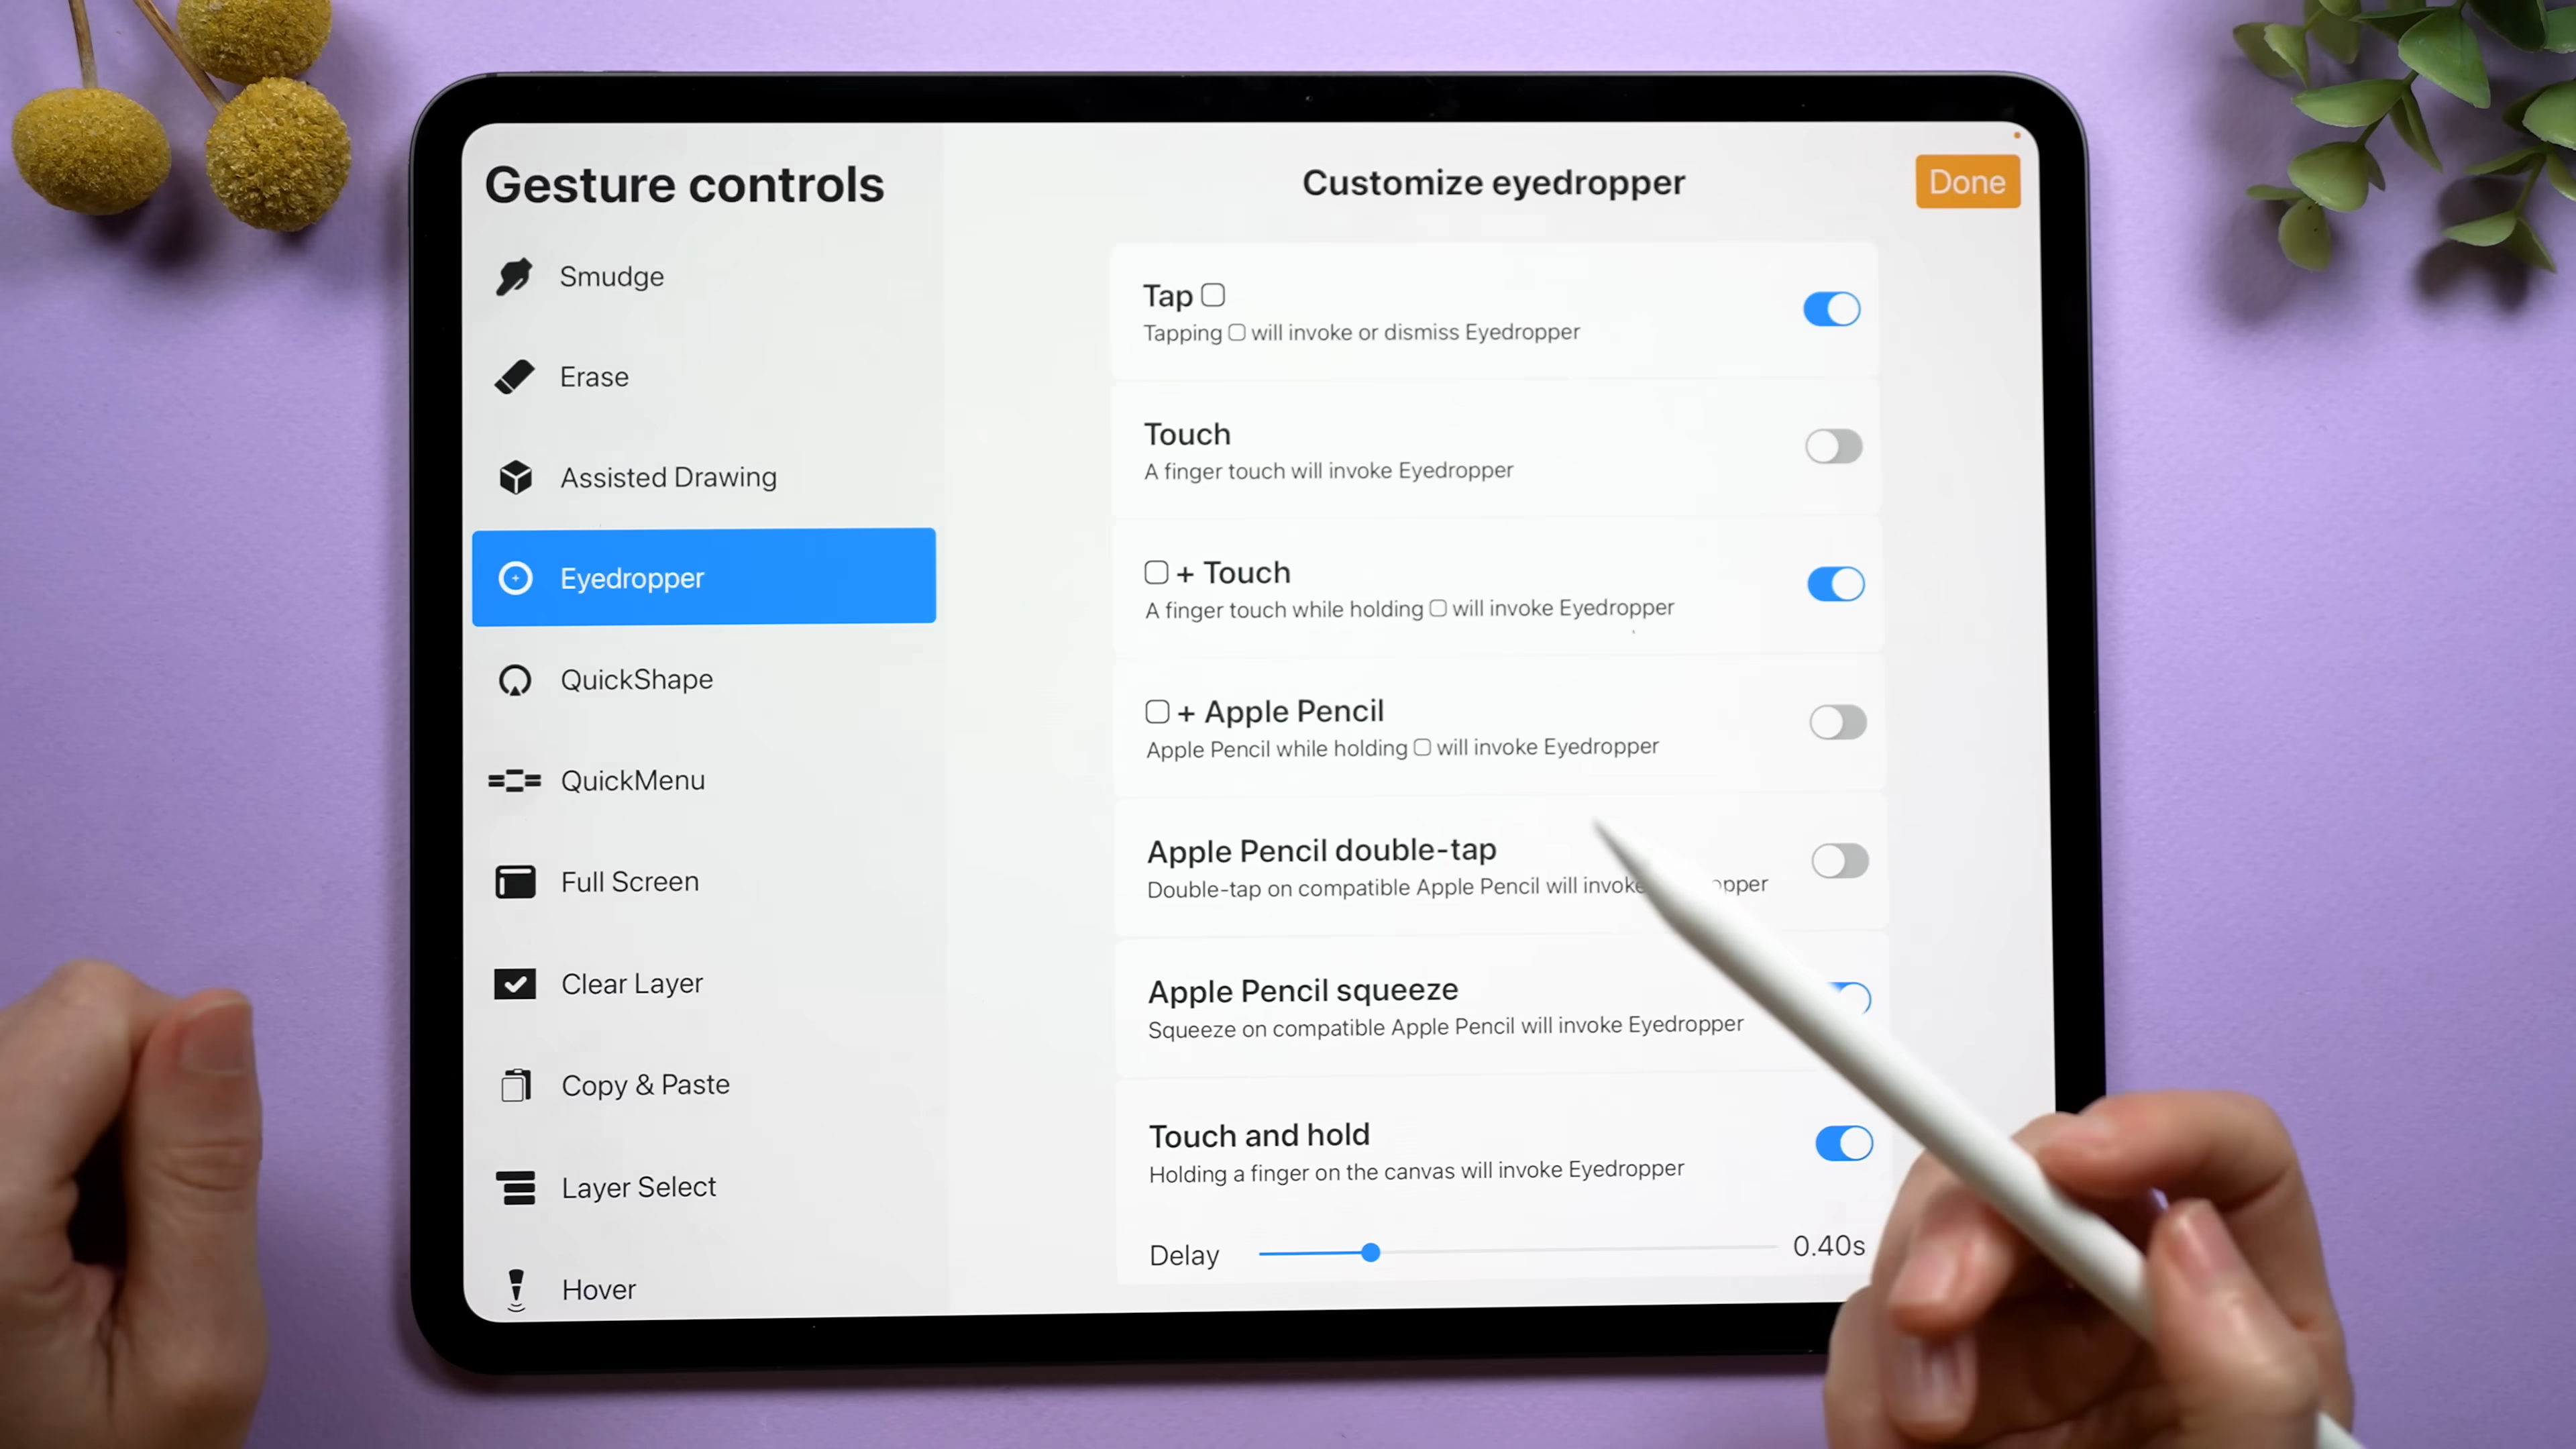 Gesture controls
Smudge
Erase
Assisted Drawing
Eyedropper
QuickShape
QuickMenu
Full Screen
Clear Layer
Copy & Paste
Layer Select
Hover
Customize eyedropper
Done
Tap ▢
Tapping ▢ will invoke or dismiss Eyedropper
Touch
A finger touch will invoke Eyedropper
▢ + Touch
A finger touch while holding ▢ will invoke Eyedropper
▢ + Apple Pencil
Apple Pencil while holding ▢ will invoke Eyedropper
Apple Pencil double-tap
Double-tap on compatible Apple Pencil will invoke
Apple Pencil squeeze
Squeeze on compatible Apple Pencil will invoke Eyedropper
Touch and hold
Holding a finger on the canvas will invoke Eyedropper
Delay 0.40s